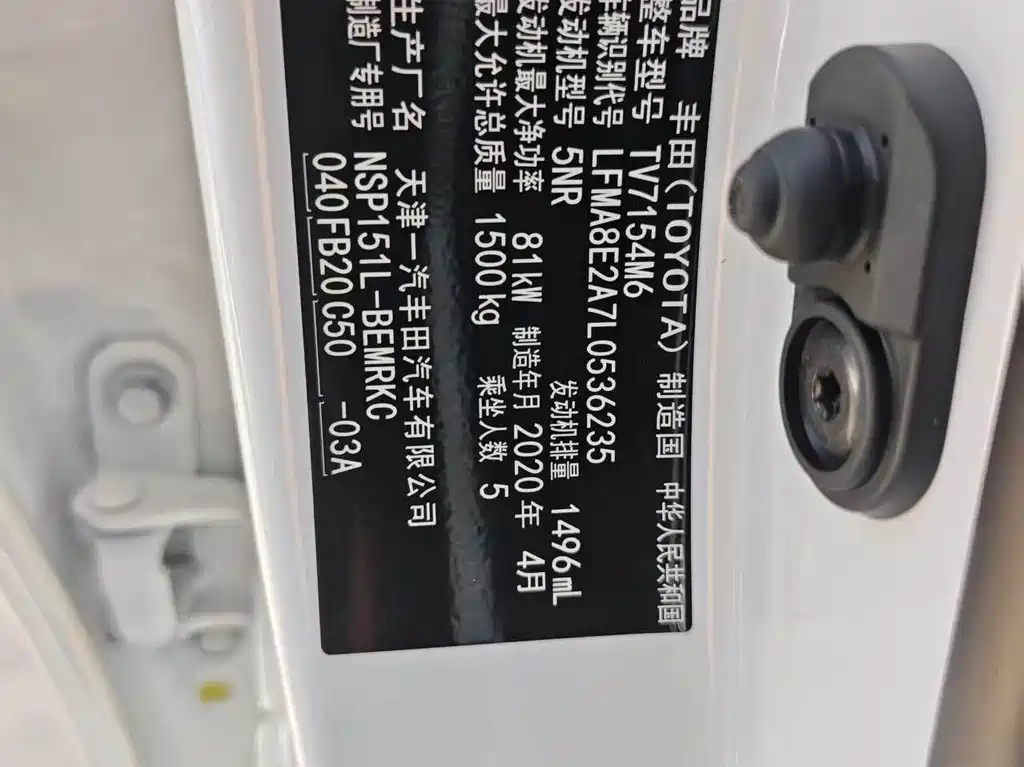 品牌 丰田(TOYOTA) 制造国 中华人民共和国
整车型号 TV7154M6
车辆识别代号 LFMA8E2A7L0536235
发动机型号 5NR 发动机排量 1496mL
发动机最大净功率 81kW 制造年月 2020年 4月
最大允许总质量 1500kg 乘坐人数 5
生产厂名 天津一汽丰田汽车有限公司
制造厂专用号 NSP151L-BEMRKC
040 FB20 C50 -03A